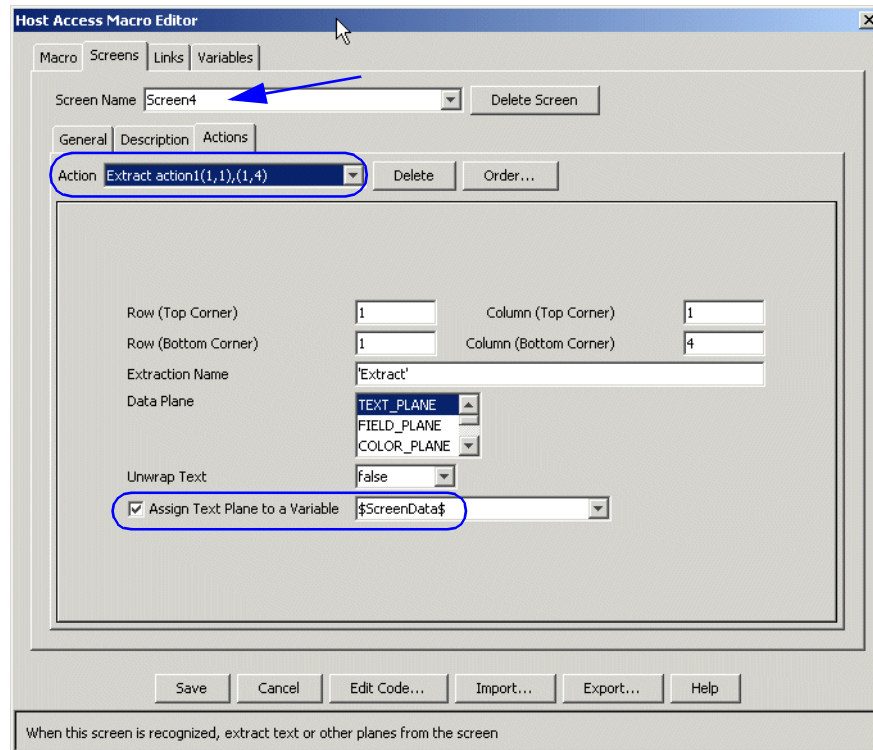 Host Access Macro Editor
Macro Screens Links Variables
Screen Name Screen4 Delete Screen
General Description Actions
Action Extract action1(1,1),(1,4) Delete Order...
Row (Top Corner) 1 Column (Top Corner) 1
Row (Bottom Corner) 1 Column (Bottom Corner) 4
Extraction Name 'Extract'
Data Plane TEXT_PLANE
FIELD_PLANE
COLOR_PLANE
Unwrap Text false
Assign Text Plane to a Variable $ScreenData$
Save Cancel Edit Code... Import... Export... Help
When this screen is recognized, extract text or other planes from the screen